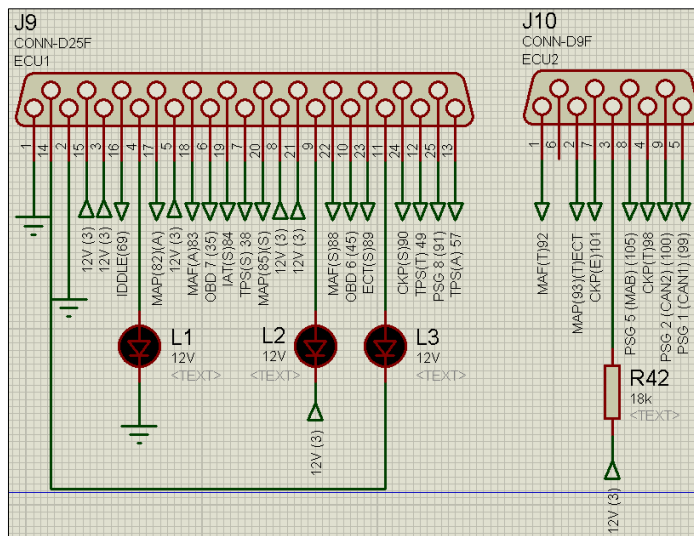 J9
CONN-D25F
ECU1
J10
CONN-D9F
ECU2
1
14
2
15
3
16
4
17
5
18
6
19
7
20
8
21
9
22
10
23
11
24
12
25
13
1
6
2
7
3
8
4
9
5
12V (3)
12V (3)
IDDLE(69)
MAP(82)(A)
12V (3)
MAF(A)83
OBD 7 (35)
IAT(S)84
TPS(S) 38
MAP(85)(S)
12V (3)
12V (3)
MAF(S)88
OBD 6 (45)
ECT(S)89
CKP(S)90
TPS(T) 49
PSG 8 (91)
TPS(A) 57
MAF(T)92
MAP(93)(T)ECT
CKP(E)101
PSG 5 (MAB) (105)
CKP(T)98
PSG 2 (CAN2) (100)
PSG 1 (CAN1) (99)
L1
12V
<TEXT>
L2
12V
<TEXT>
L3
12V
<TEXT>
R42
18k
<TEXT>
12V (3)
12V (3)